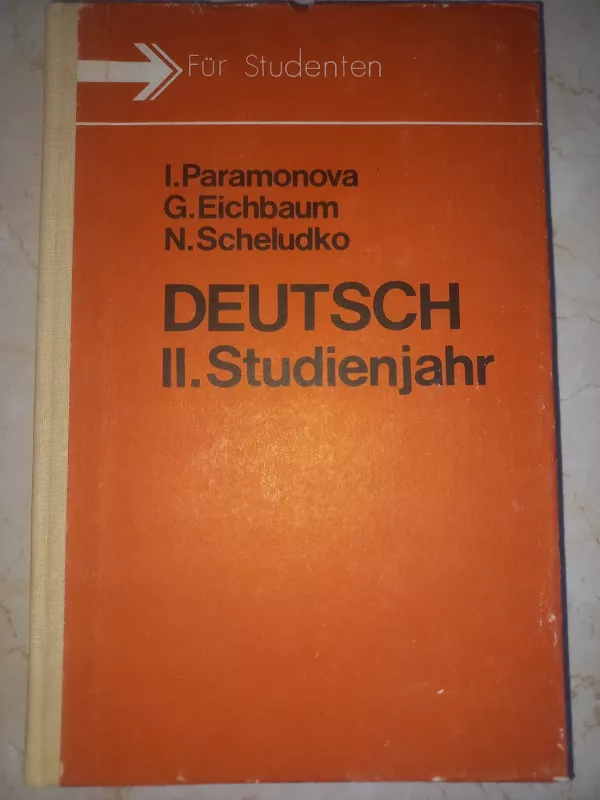 Für Studenten
I.Paramonova
G.Eichbaum
N.Scheludko
DEUTSCH
II.Studienjahr